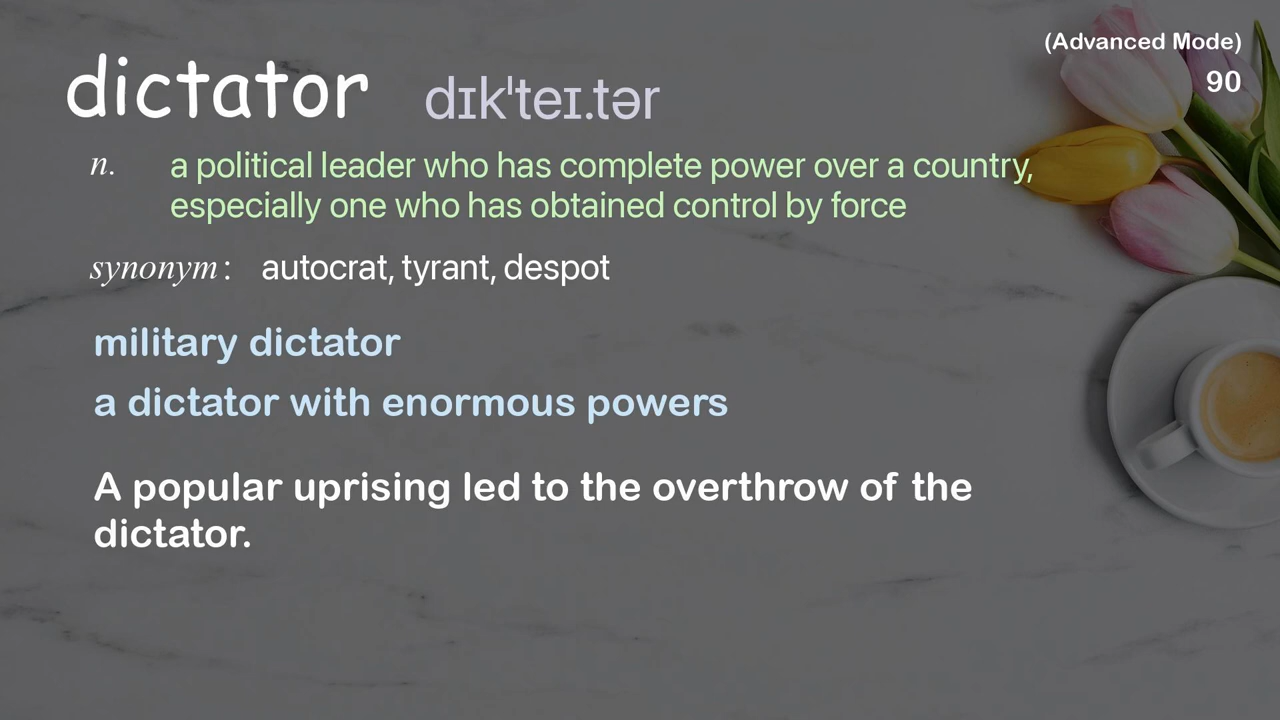 (Advanced Mode)
90
dictator dɪkˈteɪ.tər
n. a political leader who has complete power over a country,
especially one who has obtained control by force
synonym: autocrat, tyrant, despot
military dictator
a dictator with enormous powers
A popular uprising led to the overthrow of the
dictator.